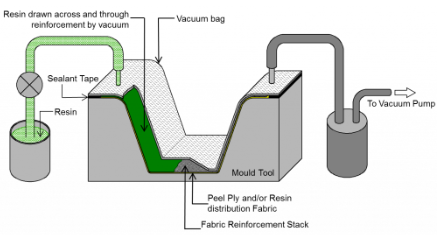 Resin drawn across and through
reinforcement by vacuum
Vacuum bag
Sealant Tape
Resin
To Vacuum Pump
Mould Tool
Peel Ply and/or Resin
distribution Fabric
Fabric Reinforcement Stack